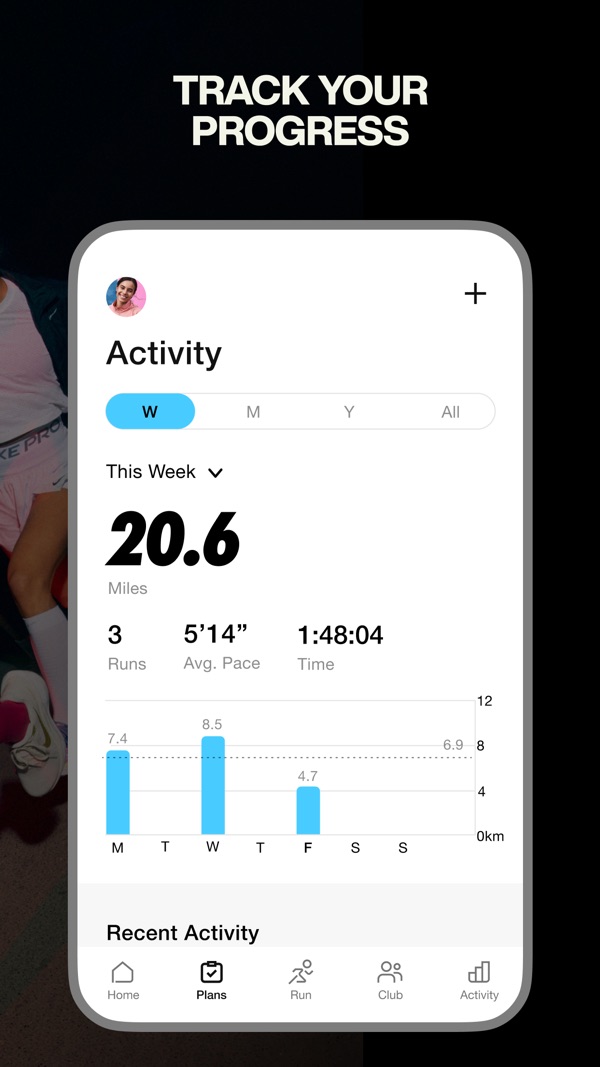 TRACK YOUR
PROGRESS
Activity
W M Y All
This Week
20.6
Miles
3 5’14” 1:48:04
Runs Avg. Pace Time
12
8.5
7.4 6.9 8
4.7
4
0km
M T W T F S S
Recent Activity
Home Plans Run Club Activity
KE PRO